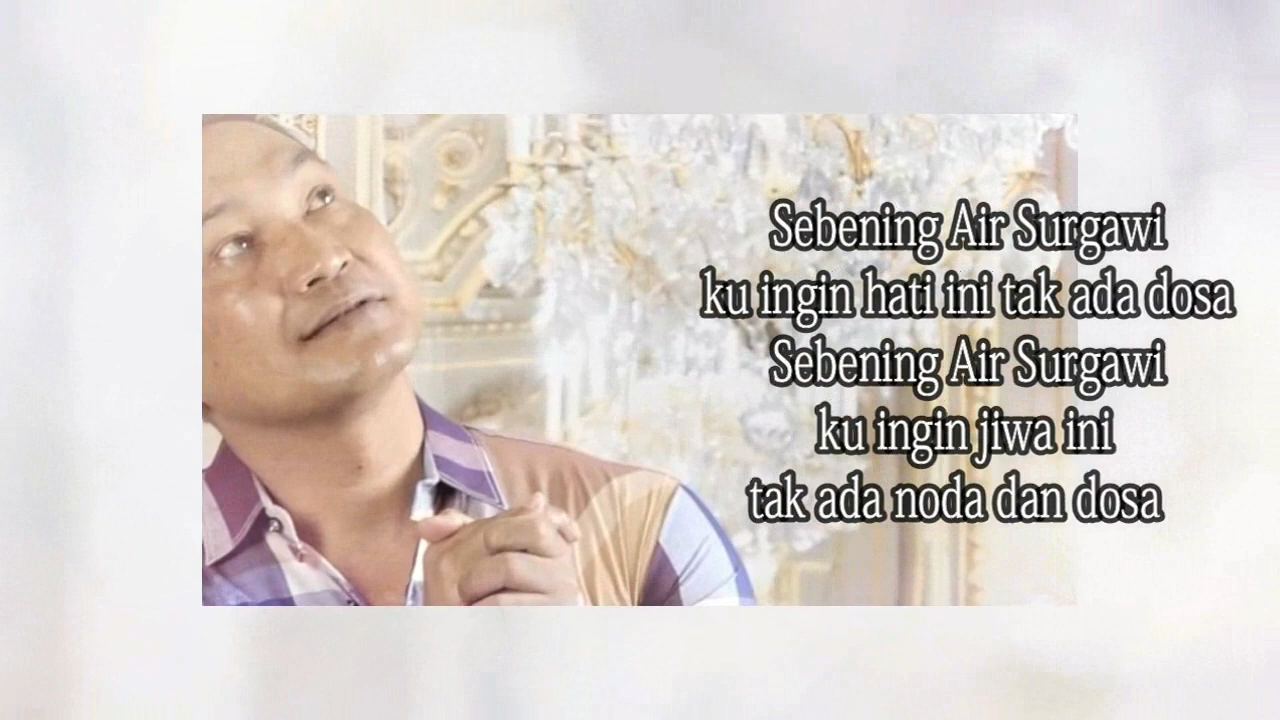 Sebening Air Surgawi
ku ingin hati ini tak ada dosa
Sebening Air Surgawi
ku ingin jiwa ini
tak ada noda dan dosa